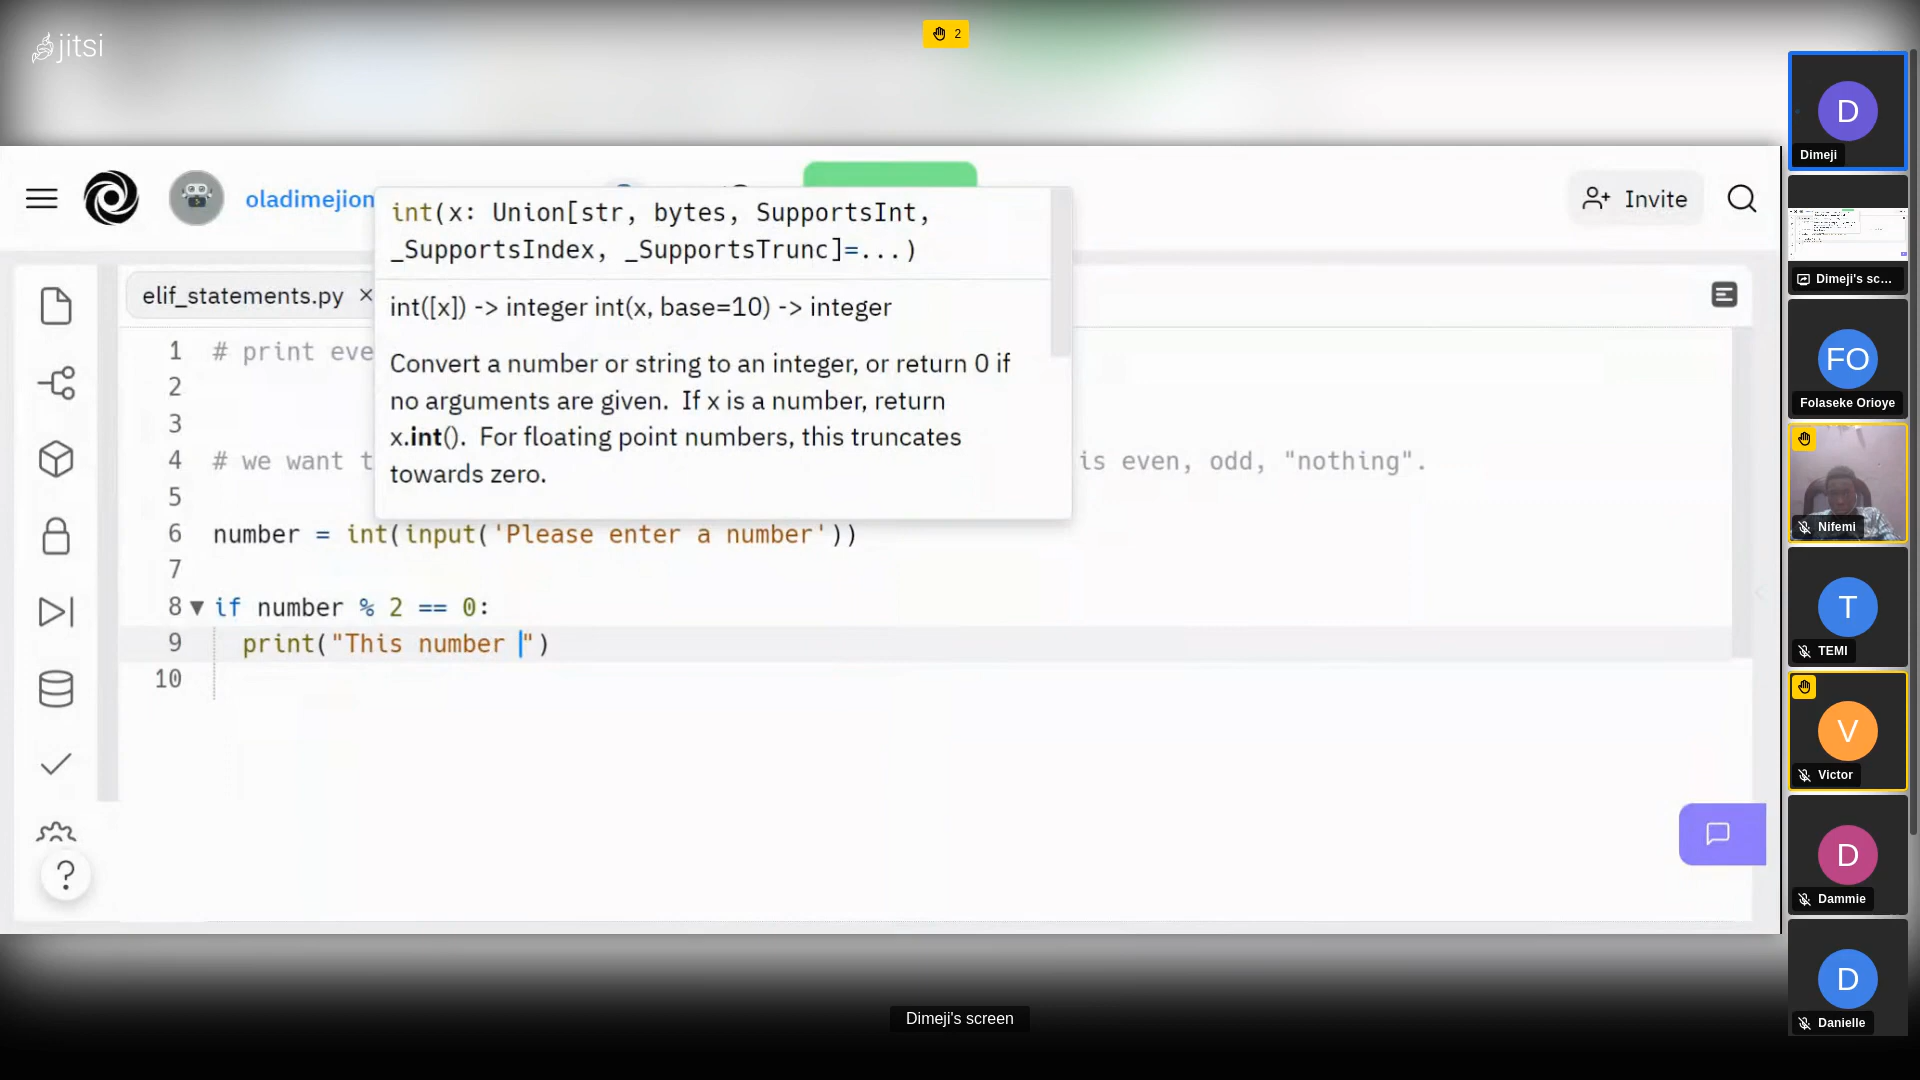 jitsi
2
oladimejion
Invite
int(x: Union[str, bytes, SupportsInt,
_SupportsIndex, _SupportsTrunc]=...)
int([x]) -> integer int(x, base=10) -> integer
Convert a number or string to an integer, or return 0 if
no arguments are given. If x is a number, return
x.int(). For floating point numbers, this truncates
towards zero.
elif_statements.py ×
1 # print eve
2
3
4 # we want t is even, odd, "nothing".
5
6 number = int(input('Please enter a number'))
7
8 if number % 2 == 0:
9 print("This number ")
10
?
D
Dimeji
Dimeji's sc...
FO
Folaseke Orioye
Nifemi
T
TEMI
V
Victor
D
Dammie
D
Danielle
Dimeji's screen